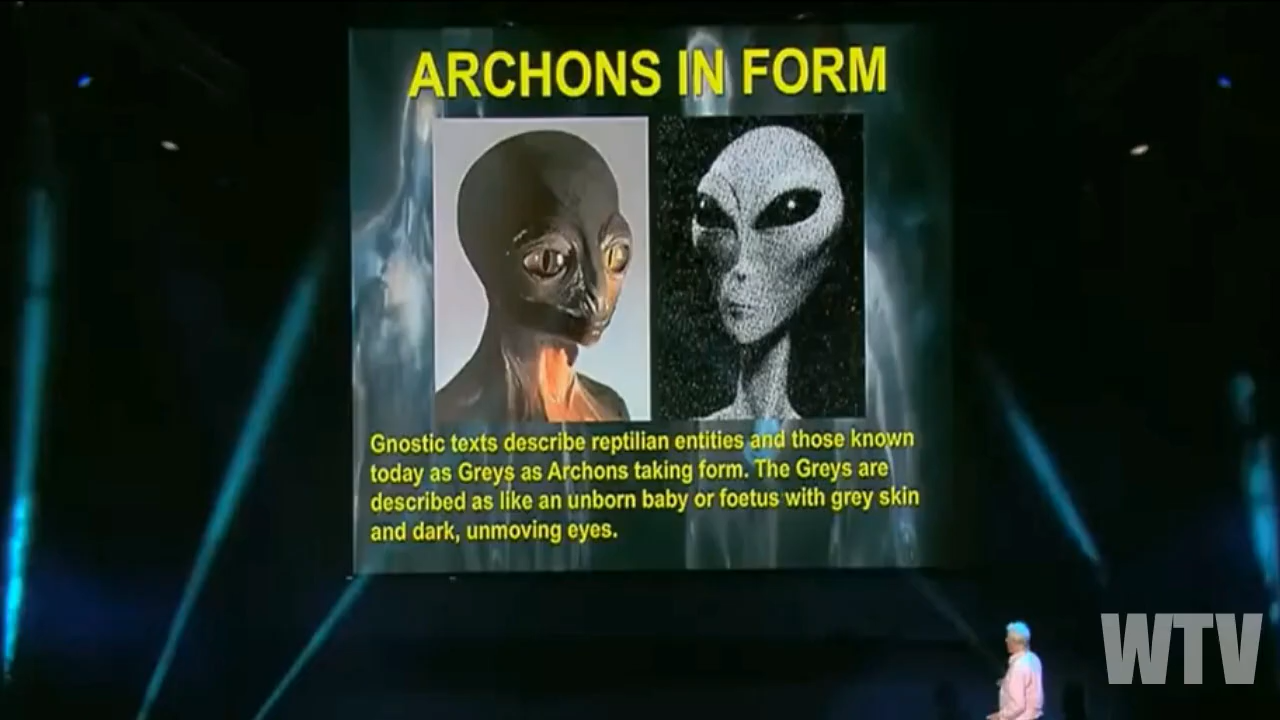 ARCHONS IN FORM
Gnostic texts describe reptilian entities and those known
today as Greys as Archons taking form. The Greys are
described as like an unborn baby or foetus with grey skin
and dark, unmoving eyes.
WTV